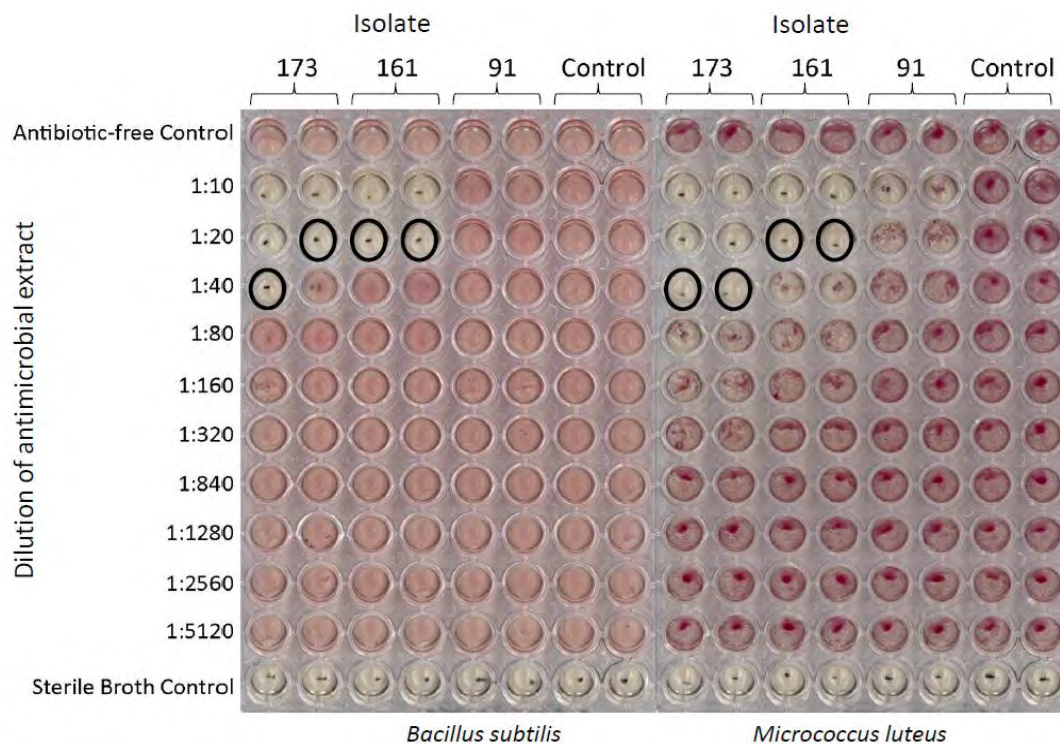 Isolate Isolate
173 161 91 Control 173 161 91 Control
Antibiotic-free Control
1:10
1:20
1:40
1:80
1:160
1:320
1:840
1:1280
1:2560
1:5120
Sterile Broth Control
Dilution of antimicrobial extract
Bacillus subtilis Micrococcus luteus